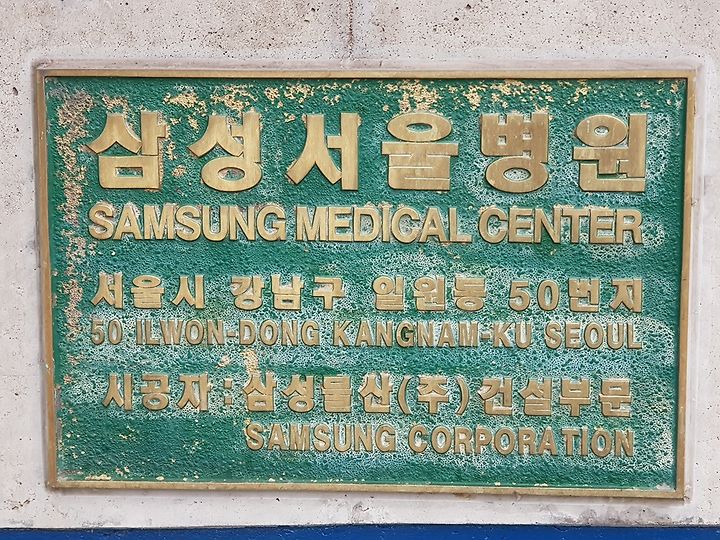 삼성서울병원
SAMSUNG MEDICAL CENTER
서울시 강남구 일원동 50번지
50 ILWON-DONG KANGNAM-KU SEOUL
시공자 : 삼성물산(주)건설부문
SAMSUNG CORPORATION